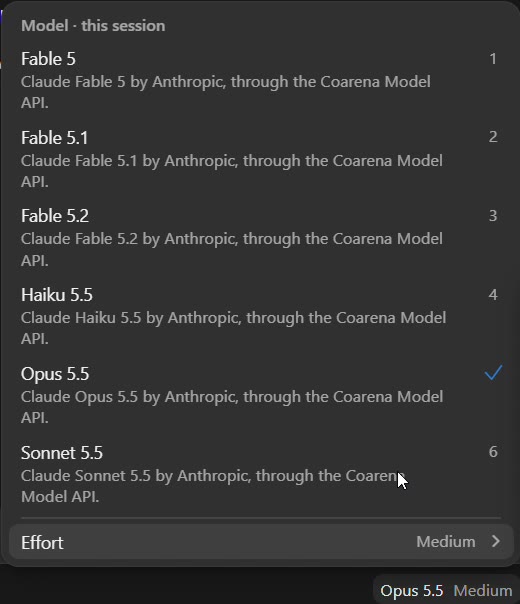 Model · this session
Fable 5 1
Claude Fable 5 by Anthropic, through the Coarena Model
API.
Fable 5.1 2
Claude Fable 5.1 by Anthropic, through the Coarena Model
API.
Fable 5.2 3
Claude Fable 5.2 by Anthropic, through the Coarena Model
API.
Haiku 5.5 4
Claude Haiku 5.5 by Anthropic, through the Coarena Model
API.
Opus 5.5
Claude Opus 5.5 by Anthropic, through the Coarena Model
API.
Sonnet 5.5 6
Claude Sonnet 5.5 by Anthropic, through the Coarena
Model API.
Effort Medium
Opus 5.5 Medium